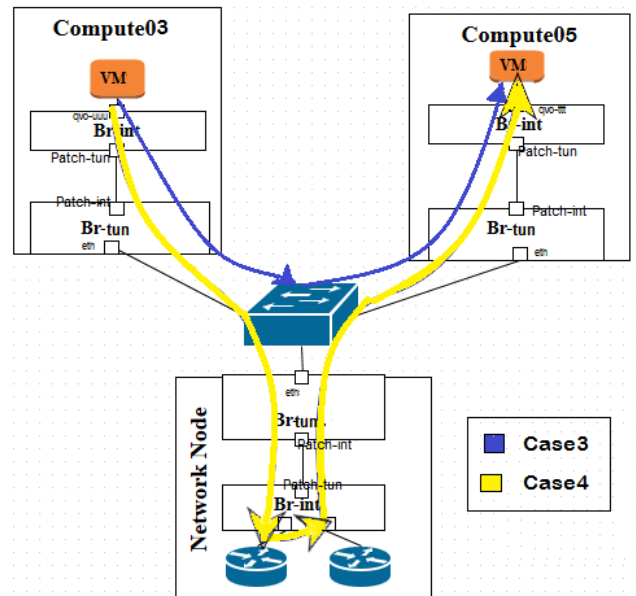 Compute03
VM
qvo-uuu
Br-int
Patch-tun
Patch-int
Br-tun
eth
Compute05
VM
qvo-ttt
Br-int
Patch-tun
Patch-int
Br-tun
eth
Network Node
eth
Br-tun.
Patch-int
Patch-tun
Br-int
Case3
Case4